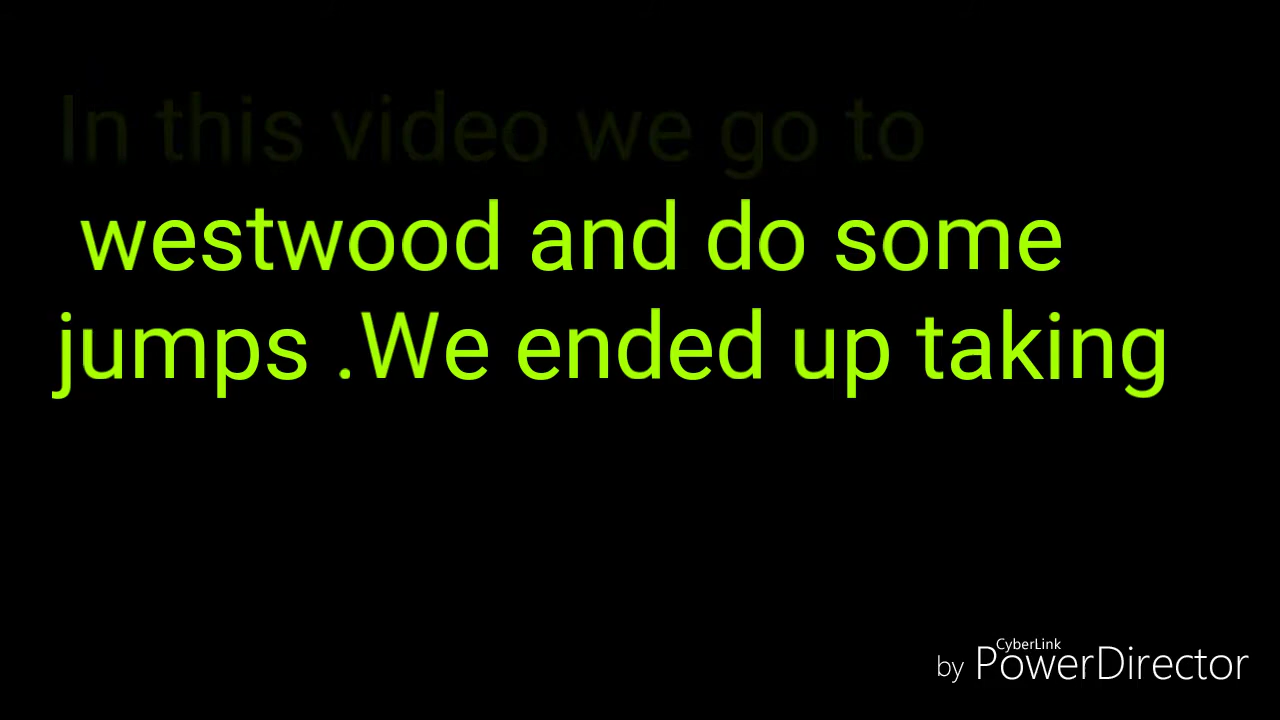 In this video we go to
westwood and do some
jumps .We ended up taking
by CyberLink PowerDirector